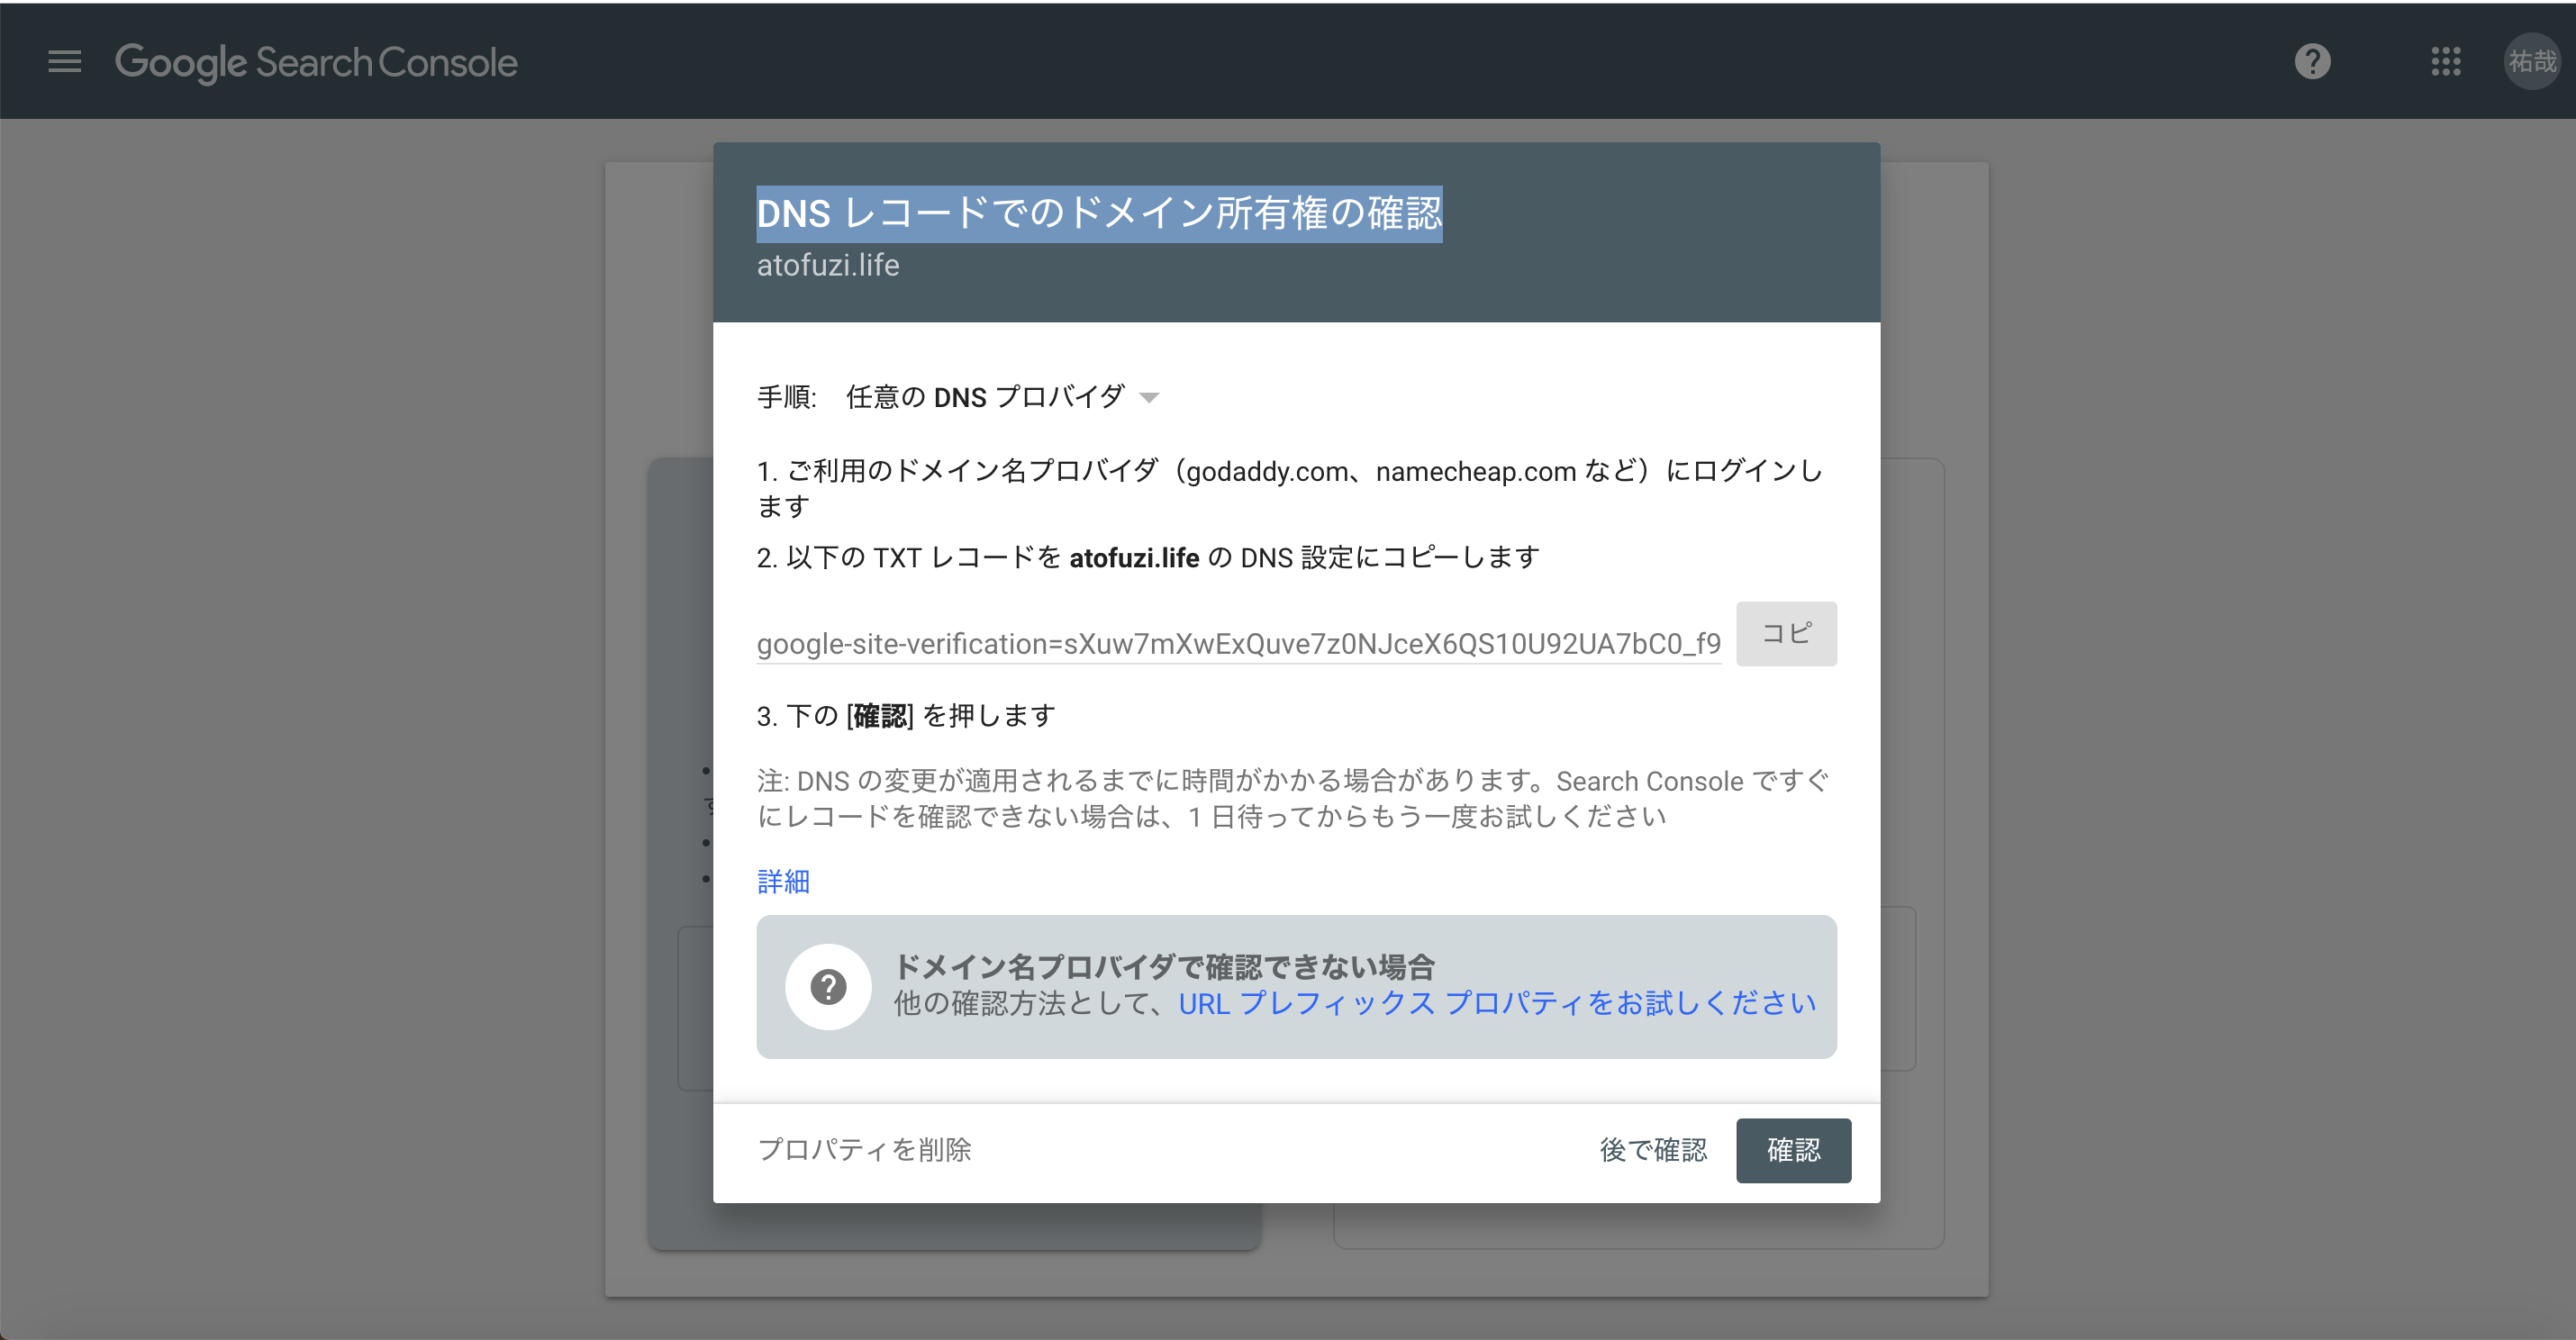 Google Search Console
祐哉
DNS レコードでのドメイン所有権の確認
atofuzi.life
手順: 任意の DNS プロバイダ
1. ご利用のドメイン名プロバイダ（godaddy.com、namecheap.com など）にログインし
ます
2. 以下の TXT レコードを atofuzi.life の DNS 設定にコピーします
google-site-verification=sXuw7mXwExQuve7z0NJceX6QS10U92UA7bC0_f9
コピ
3. 下の [確認] を押します
注: DNS の変更が適用されるまでに時間がかかる場合があります。Search Console ですぐ
にレコードを確認できない場合は、1 日待ってからもう一度お試しください
詳細
ドメイン名プロバイダで確認できない場合
他の確認方法として、URL プレフィックス プロパティをお試しください
プロパティを削除
後で確認
確認